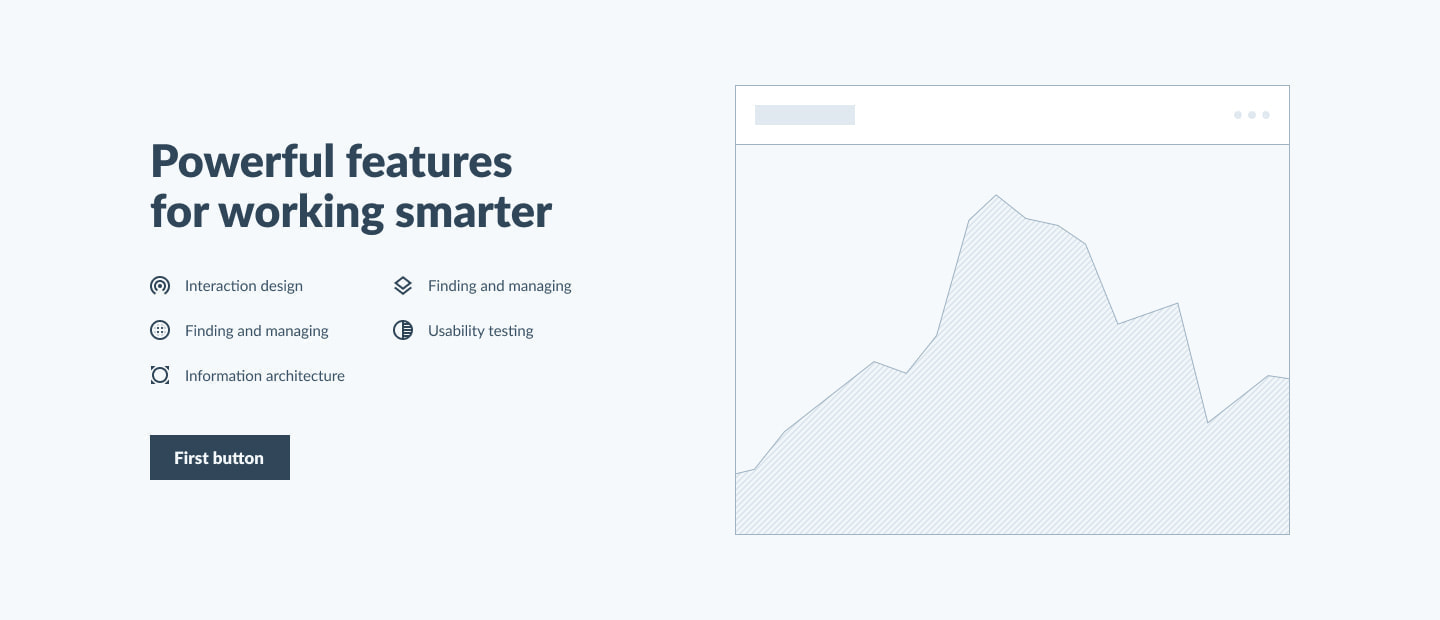 Powerful features
for working smarter
Interaction design
Finding and managing
Finding and managing
Usability testing
Information architecture
First button